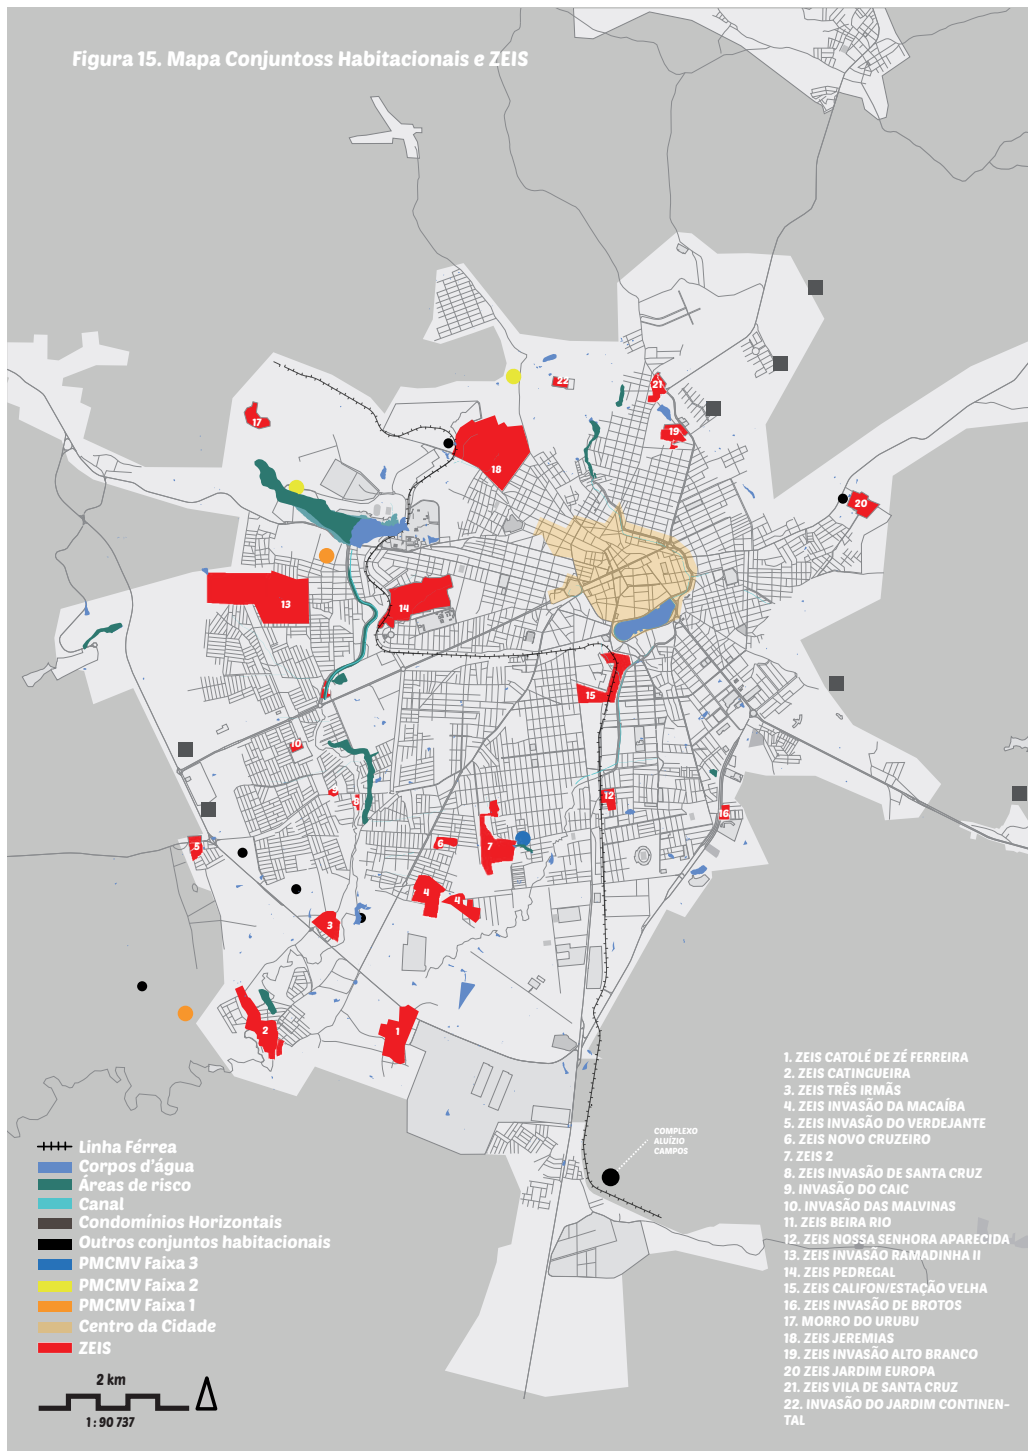 Figura 15. Mapa Conjuntoss Habitacionais e ZEIS
22
21
17
19
18
20
13
14
15
10
9
8
12
16
5
6
7
4
4
3
2
1
COMPLEXO
ALUÍZIO
CAMPOS
Linha Férrea
Corpos d'água
Áreas de risco
Canal
Condomínios Horizontais
Outros conjuntos habitacionais
PMCMV Faixa 3
PMCMV Faixa 2
PMCMV Faixa 1
Centro da Cidade
ZEIS
2 km
1 : 90 737
1. ZEIS CATOLÉ DE ZÉ FERREIRA
2. ZEIS CATINGUEIRA
3. ZEIS TRÊS IRMÃS
4. ZEIS INVASÃO DA MACAÍBA
5. ZEIS INVASÃO DO VERDEJANTE
6. ZEIS NOVO CRUZEIRO
7. ZEIS 2
8. ZEIS INVASÃO DE SANTA CRUZ
9. INVASÃO DO CAIC
10. INVASÃO DAS MALVINAS
11. ZEIS BEIRA RIO
12. ZEIS NOSSA SENHORA APARECIDA
13. ZEIS INVASÃO RAMADINHA II
14. ZEIS PEDREGAL
15. ZEIS CALIFON/ESTAÇÃO VELHA
16. ZEIS INVASÃO DE BROTOS
17. MORRO DO URUBU
18. ZEIS JEREMIAS
19. ZEIS INVASÃO ALTO BRANCO
20 ZEIS JARDIM EUROPA
21. ZEIS VILA DE SANTA CRUZ
22. INVASÃO DO JARDIM CONTINEN-
TAL